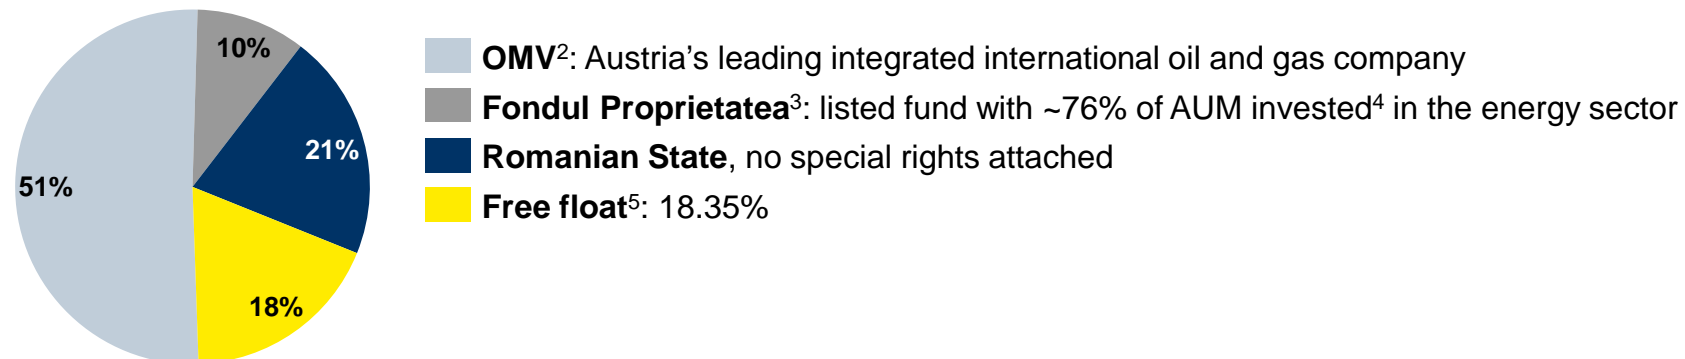 10%
21%
51%
18%
OMV²: Austria’s leading integrated international oil and gas company
Fondul Proprietatea³: listed fund with ~76% of AUM invested⁴ in the energy sector
Romanian State, no special rights attached
Free float⁵: 18.35%